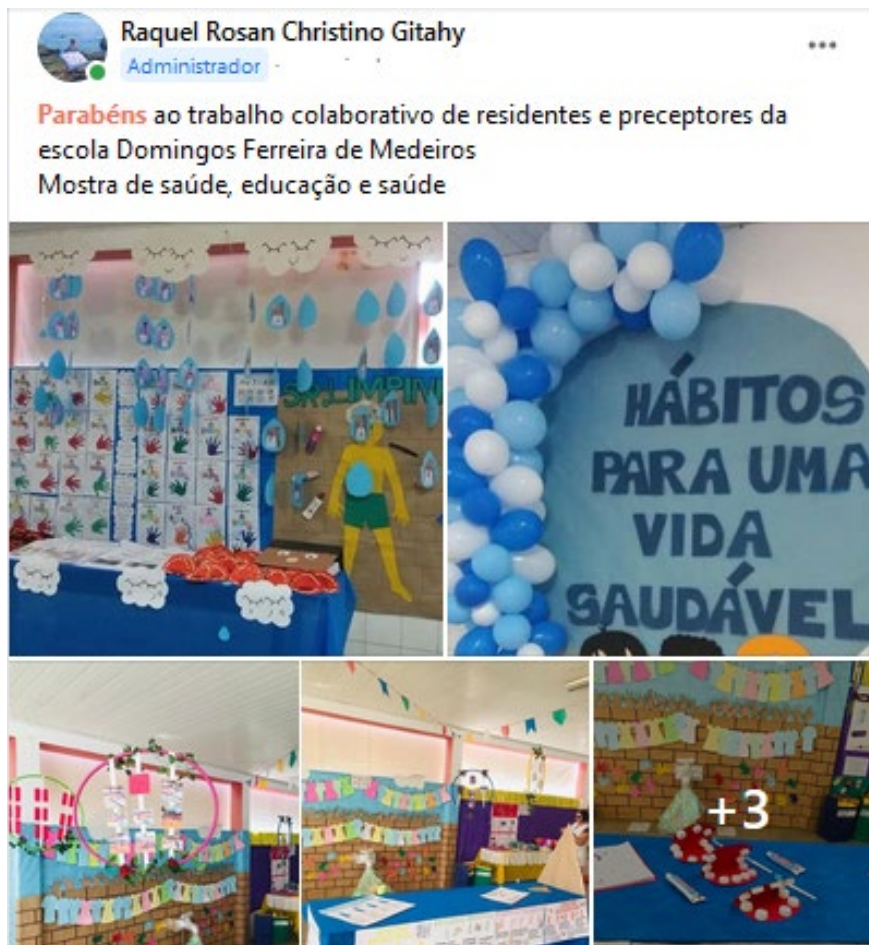 Raquel Rosan Christino Gitahy
Administrador
Parabéns ao trabalho colaborativo de residentes e preceptores da
escola Domingos Ferreira de Medeiros
Mostra de saúde, educação e saúde
HÁBITOS
PARA UMA
VIDA
SAUDÁVEL
+3